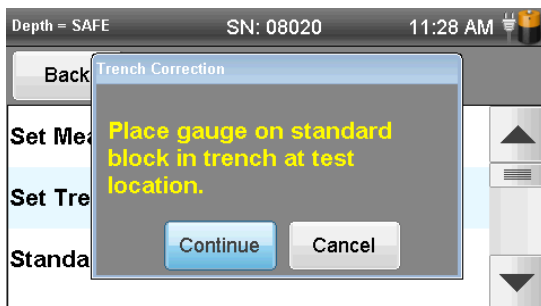 Depth = SAFE SN: 08020 11:28 AM
Back
Trench Correction
Place gauge on standard
block in trench at test
location.
Set Mea
Set Tre
Standa
Continue Cancel